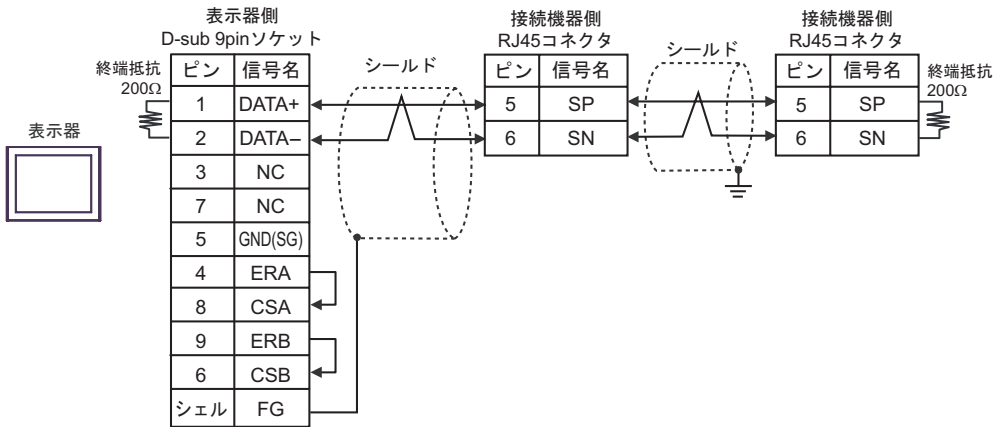 表示器側
D-sub 9pinソケット
接続機器側
RJ45コネクタ
接続機器側
RJ45コネクタ
終端抵抗
200Ω
ピン 信号名
シールド
ピン 信号名
シールド
ピン 信号名
終端抵抗
200Ω
1 DATA+
5 SP
5 SP
表示器
2 DATA−
6 SN
6 SN
3 NC
7 NC
5 GND(SG)
4 ERA
8 CSA
9 ERB
6 CSB
シェル FG